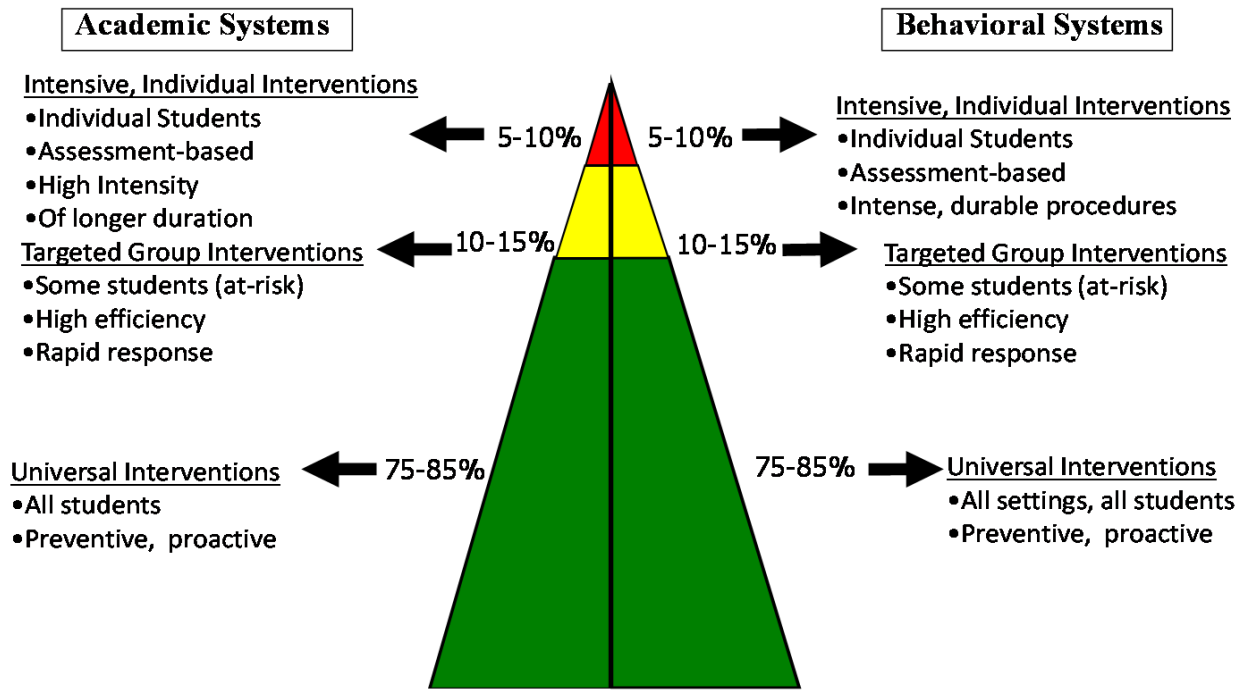 Academic Systems
Intensive, Individual Interventions
•Individual Students
•Assessment-based
•High Intensity
•Of longer duration
5-10%
Targeted Group Interventions
•Some students (at-risk)
•High efficiency
•Rapid response
10-15%
Universal Interventions
•All students
•Preventive, proactive
75-85%
Behavioral Systems
5-10%
Intensive, Individual Interventions
•Individual Students
•Assessment-based
•Intense, durable procedures
10-15%
Targeted Group Interventions
•Some students (at-risk)
•High efficiency
•Rapid response
75-85%
Universal Interventions
•All settings, all students
•Preventive, proactive